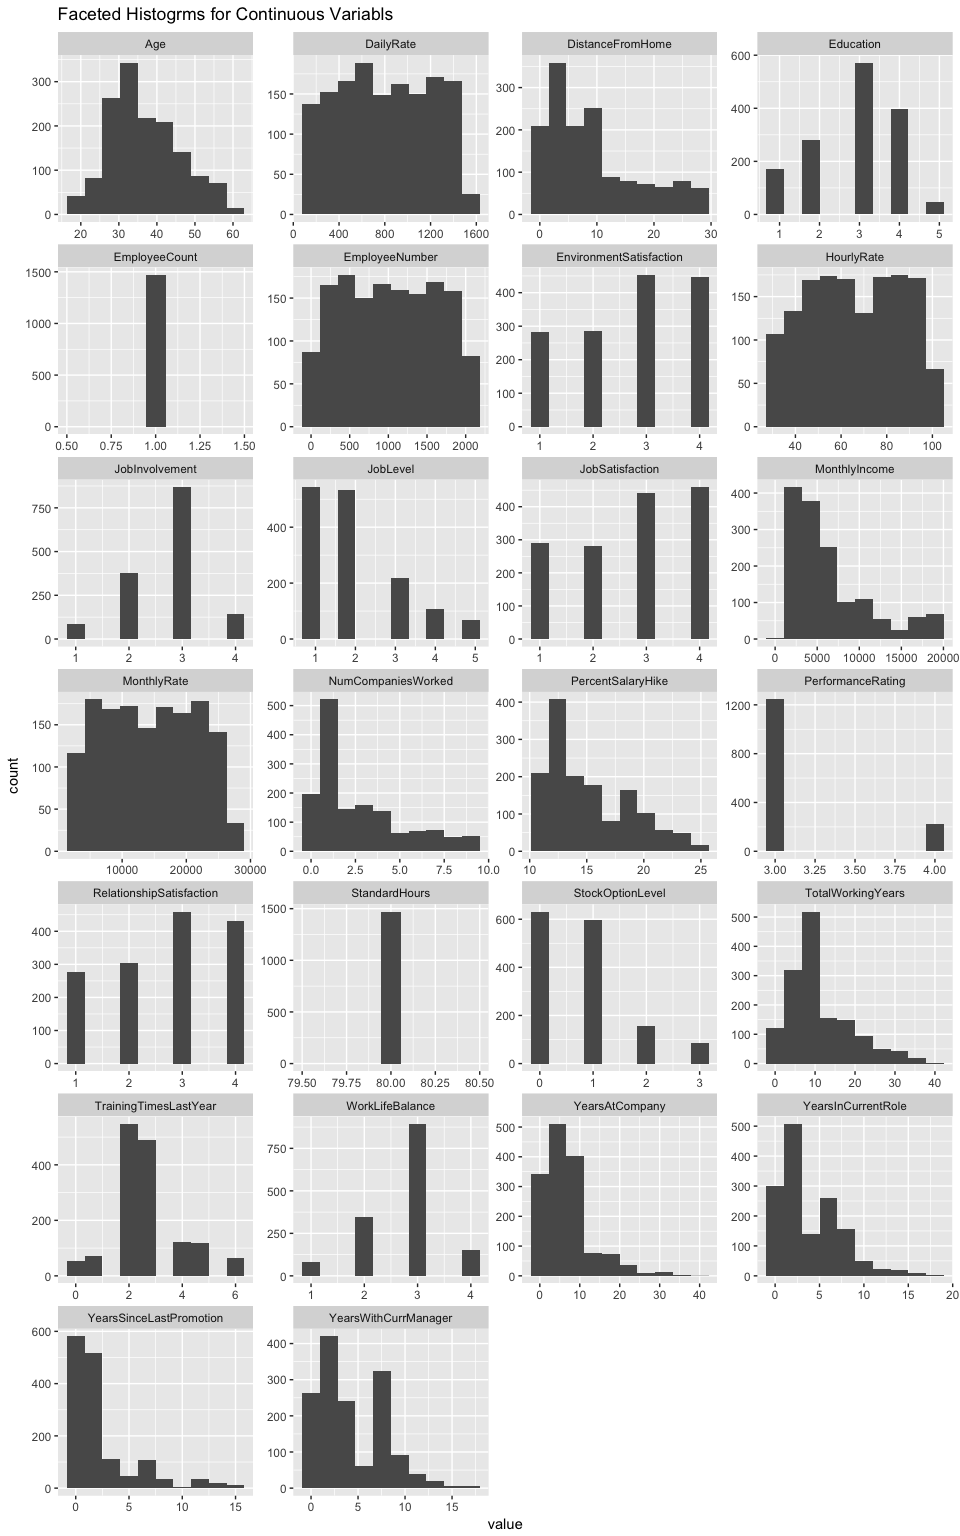 Faceted Histogrms for Continuous Variabls
Age DailyRate DistanceFromHome Education
300 200 100 0
150 100 50 0
300 200 100 0
600 400 200 0
20 30 40 50 60
0 400 800 1200 1600
0 10 20 30
1 2 3 4 5
EmployeeCount EmployeeNumber EnvironmentSatisfaction HourlyRate
1500 1000 500 0
150 100 50 0
400 300 200 100 0
150 100 50 0
0.50 0.75 1.00 1.25 1.50
0 500 1000 1500 2000
1 2 3 4
40 60 80 100
JobInvolvement JobLevel JobSatisfaction MonthlyIncome
750 500 250 0
400 200 0
400 300 200 100 0
400 300 200 100 0
1 2 3 4
1 2 3 4 5
1 2 3 4
0 5000 10000 15000 20000
MonthlyRate NumCompaniesWorked PercentSalaryHike PerformanceRating
150 100 50 0
500 400 300 200 100 0
400 300 200 100 0
1200 800 400 0
10000 20000 30000
0.0 2.5 5.0 7.5 10.0
10 15 20 25
3.00 3.25 3.50 3.75 4.00
count
RelationshipSatisfaction StandardHours StockOptionLevel TotalWorkingYears
400 300 200 100 0
1500 1000 500 0
600 400 200 0
500 400 300 200 100 0
1 2 3 4
79.50 79.75 80.00 80.25 80.50
0 1 2 3
0 10 20 30 40
TrainingTimesLastYear WorkLifeBalance YearsAtCompany YearsInCurrentRole
400 200 0
750 500 250 0
500 400 300 200 100 0
500 400 300 200 100 0
0 2 4 6
1 2 3 4
0 10 20 30 40
0 5 10 15 20
YearsSinceLastPromotion YearsWithCurrManager
600 400 200 0
400 300 200 100 0
0 5 10 15
0 5 10 15
value